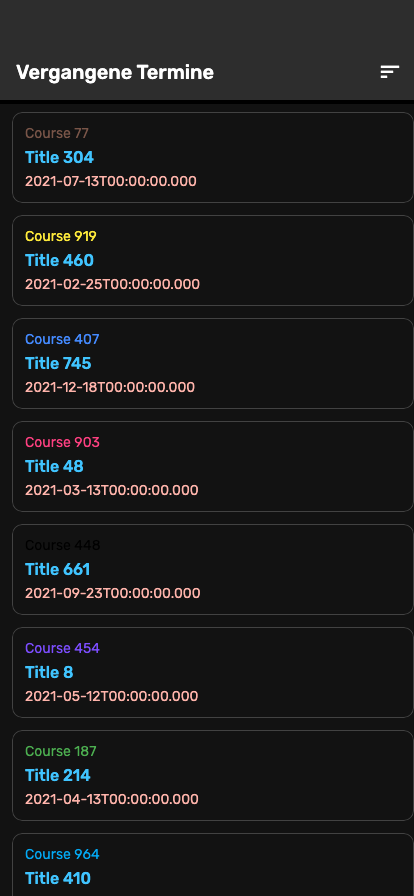 Vergangene Termine
Course 77
Title 304
2021-07-13T00:00:00.000
Course 919
Title 460
2021-02-25T00:00:00.000
Course 407
Title 745
2021-12-18T00:00:00.000
Course 903
Title 48
2021-03-13T00:00:00.000
Course 448
Title 661
2021-09-23T00:00:00.000
Course 454
Title 8
2021-05-12T00:00:00.000
Course 187
Title 214
2021-04-13T00:00:00.000
Course 964
Title 410